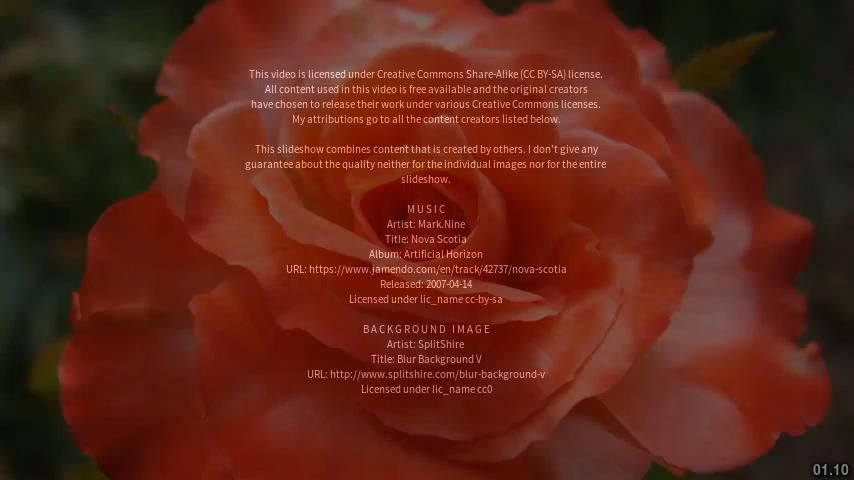 This video is licensed under Creative Commons Share-Alike (CC BY-SA) license.
All content used in this video is free available and the original creators
have chosen to release their work under various Creative Commons licenses.
My attributions go to all the content creators listed below.
This slideshow combines content that is created by others. I don't give any
guarantee about the quality neither for the individual images nor for the entire
slideshow.
MUSIC
Artist: Mark.Nine
Title: Nova Scotia
Album: Artificial Horizon
URL: https://www.jamendo.com/en/track/42737/nova-scotia
Released: 2007-04-14
Licensed under lic_name cc-by-sa
BACKGROUND IMAGE
Artist: SplitShire
Title: Blur Background V
URL: http://www.splitshire.com/blur-background-v
Licensed under lic_name cc0
01.10